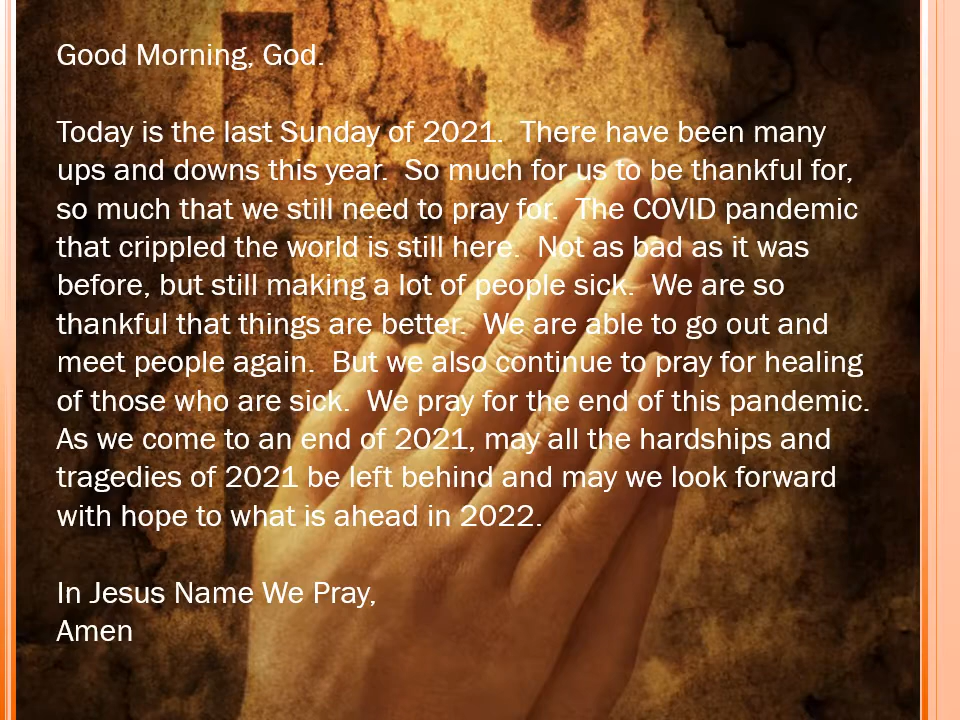 Good Morning, God.
Today is the last Sunday of 2021.  There have been many
ups and downs this year.  So much for us to be thankful for,
so much that we still need to pray for.  The COVID pandemic
that crippled the world is still here.  Not as bad as it was
before, but still making a lot of people sick.  We are so
thankful that things are better.  We are able to go out and
meet people again.  But we also continue to pray for healing
of those who are sick.  We pray for the end of this pandemic.
As we come to an end of 2021, may all the hardships and
tragedies of 2021 be left behind and may we look forward
with hope to what is ahead in 2022.
In Jesus Name We Pray,
Amen